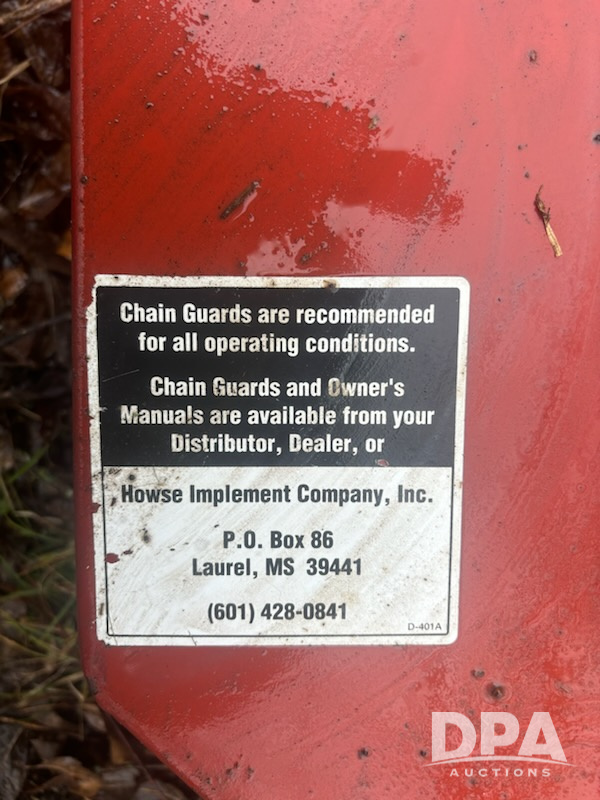 Chain Guards are recommended
for all operating conditions.
Chain Guards and Owner's
Manuals are available from your
Distributor, Dealer, or
Howse Implement Company, Inc.
P.O. Box 86
Laurel, MS 39441
(601) 428-0841
D-401A
DPA
AUCTIONS